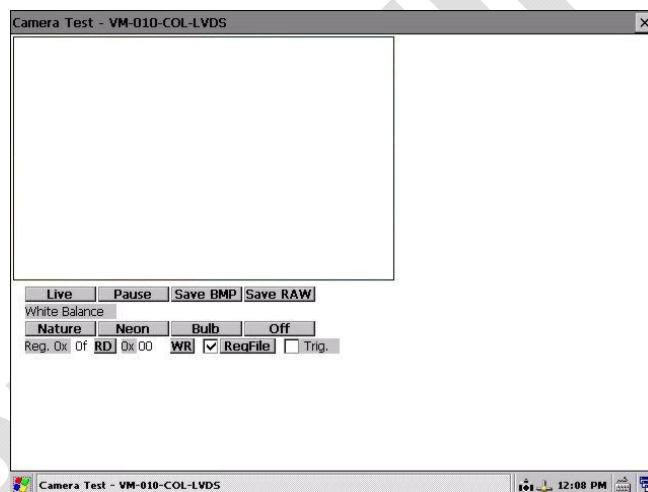 Camera Test - VM-010-COL-LVDS
Live Pause Save BMP Save RAW
White Balance
Nature Neon Bulb Off
Reg. 0x 0f RD 0x 00 WR RegFile Trig.
Camera Test - VM-010-COL-LVDS 12:08 PM